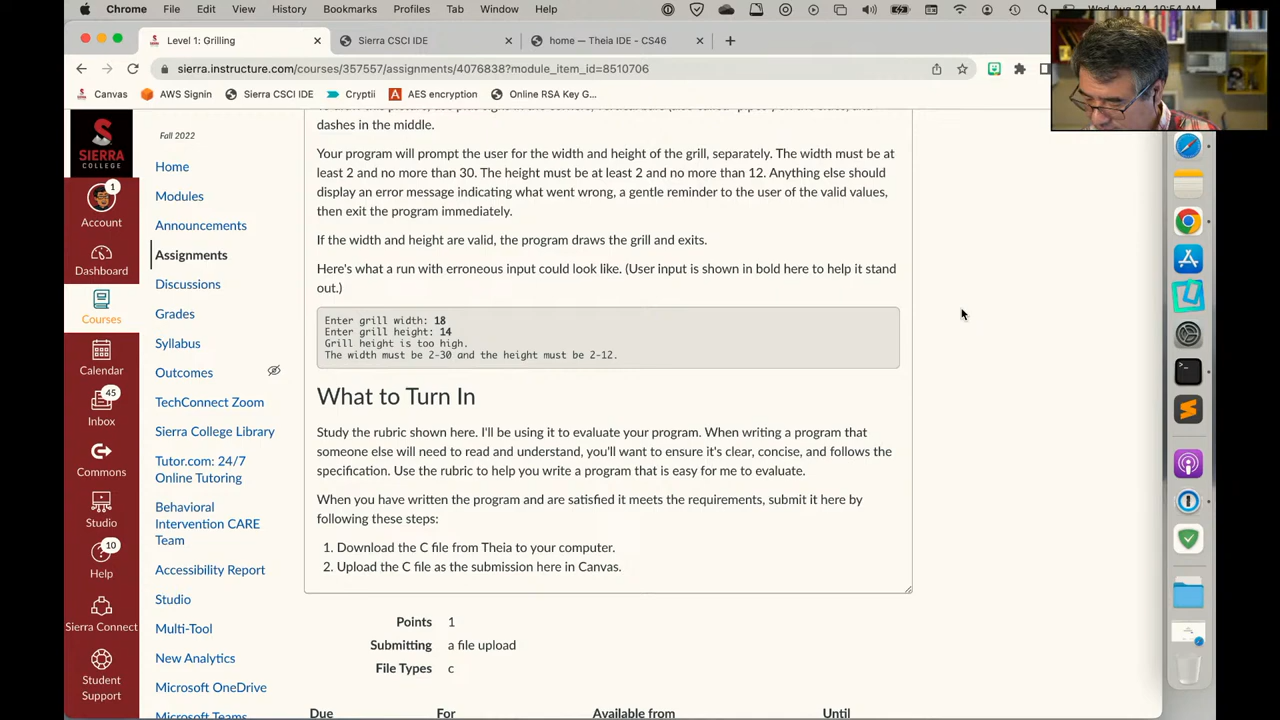 Chrome File Edit View History Bookmarks Profiles Tab Window Help
Level 1: Grilling
Sierra CSCI IDE
home — Theia IDE - CS46
sierra.instructure.com/courses/357557/assignments/4076838?module_item_id=8510706
Canvas AWS Signin Sierra CSCI IDE Cryptii AES encryption Online RSA Key G...
SIERRA
COLLEGE
1
Account
Dashboard
Courses
Calendar
45
Inbox
Commons
Studio
10
Help
Sierra Connect
Student
Support
Fall 2022
Home
Modules
Announcements
Assignments
Discussions
Grades
Syllabus
Outcomes
TechConnect Zoom
Sierra College Library
Tutor.com: 24/7
Online Tutoring
Behavioral
Intervention CARE
Team
Accessibility Report
Studio
Multi-Tool
New Analytics
Microsoft OneDrive
Microsoft Teams
dashes in the middle.
Your program will prompt the user for the width and height of the grill, separately. The width must be at
least 2 and no more than 30. The height must be at least 2 and no more than 12. Anything else should
display an error message indicating what went wrong, a gentle reminder to the user of the valid values,
then exit the program immediately.
If the width and height are valid, the program draws the grill and exits.
Here's what a run with erroneous input could look like. (User input is shown in bold here to help it stand
out.)
Enter grill width: 18
Enter grill height: 14
Grill height is too high.
The width must be 2-30 and the height must be 2-12.
What to Turn In
Study the rubric shown here. I'll be using it to evaluate your program. When writing a program that
someone else will need to read and understand, you'll want to ensure it's clear, concise, and follows the
specification. Use the rubric to help you write a program that is easy for me to evaluate.
When you have written the program and are satisfied it meets the requirements, submit it here by
following these steps:
1. Download the C file from Theia to your computer.
2. Upload the C file as the submission here in Canvas.
Points 1
Submitting a file upload
File Types c
Due For Available from Until